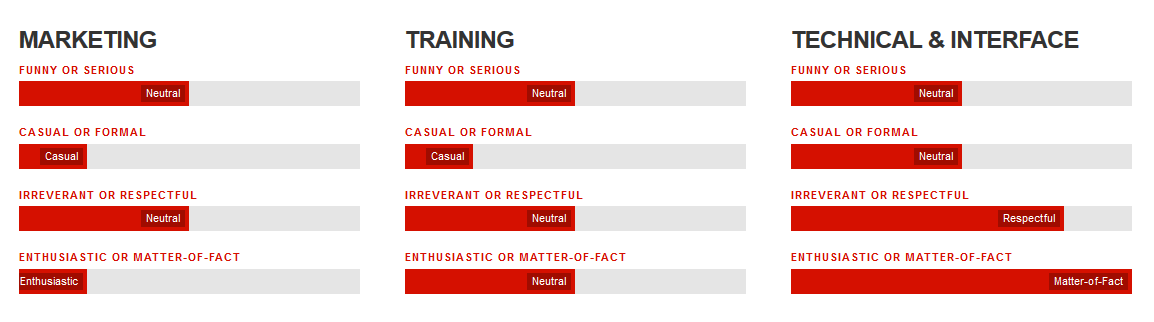 MARKETING
FUNNY OR SERIOUS
Neutral
CASUAL OR FORMAL
Casual
IRREVERANT OR RESPECTFUL
Neutral
ENTHUSIASTIC OR MATTER-OF-FACT
Enthusiastic
TRAINING
FUNNY OR SERIOUS
Neutral
CASUAL OR FORMAL
Casual
IRREVERANT OR RESPECTFUL
Neutral
ENTHUSIASTIC OR MATTER-OF-FACT
Neutral
TECHNICAL & INTERFACE
FUNNY OR SERIOUS
Neutral
CASUAL OR FORMAL
Neutral
IRREVERANT OR RESPECTFUL
Respectful
ENTHUSIASTIC OR MATTER-OF-FACT
Matter-of-Fact